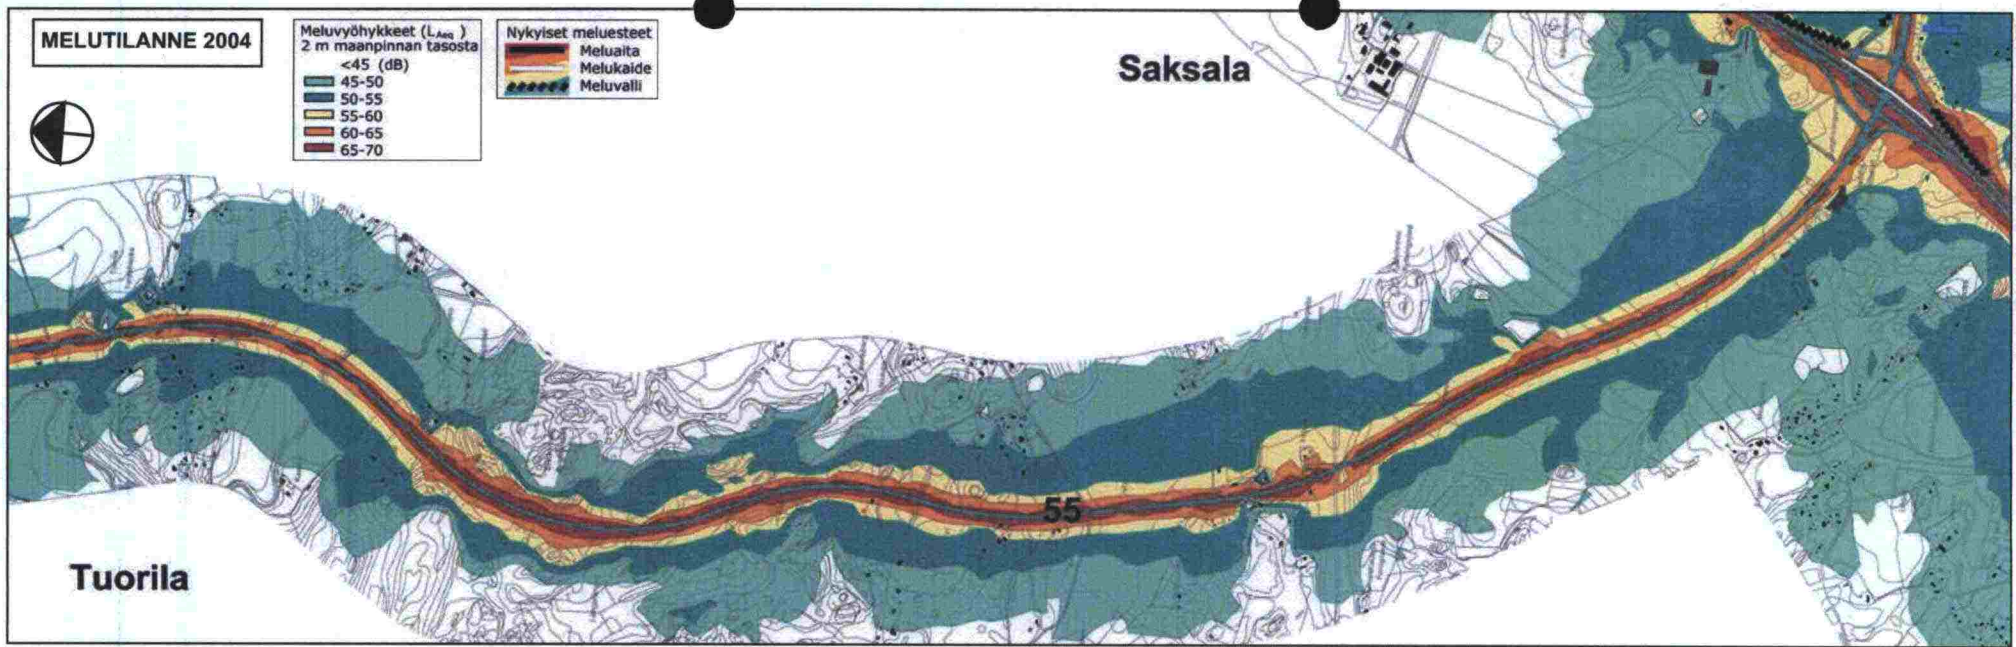 MELUTILANNE 2004
Meluvyöhykkeet (LAeq )
2 m maanpinnan tasosta
<45 (dB)
45-50
50-55
55-60
60-65
65-70
Nykyiset meluesteet
Meluaita
Melukaide
Meluvalli
Saksala
55
Tuorila